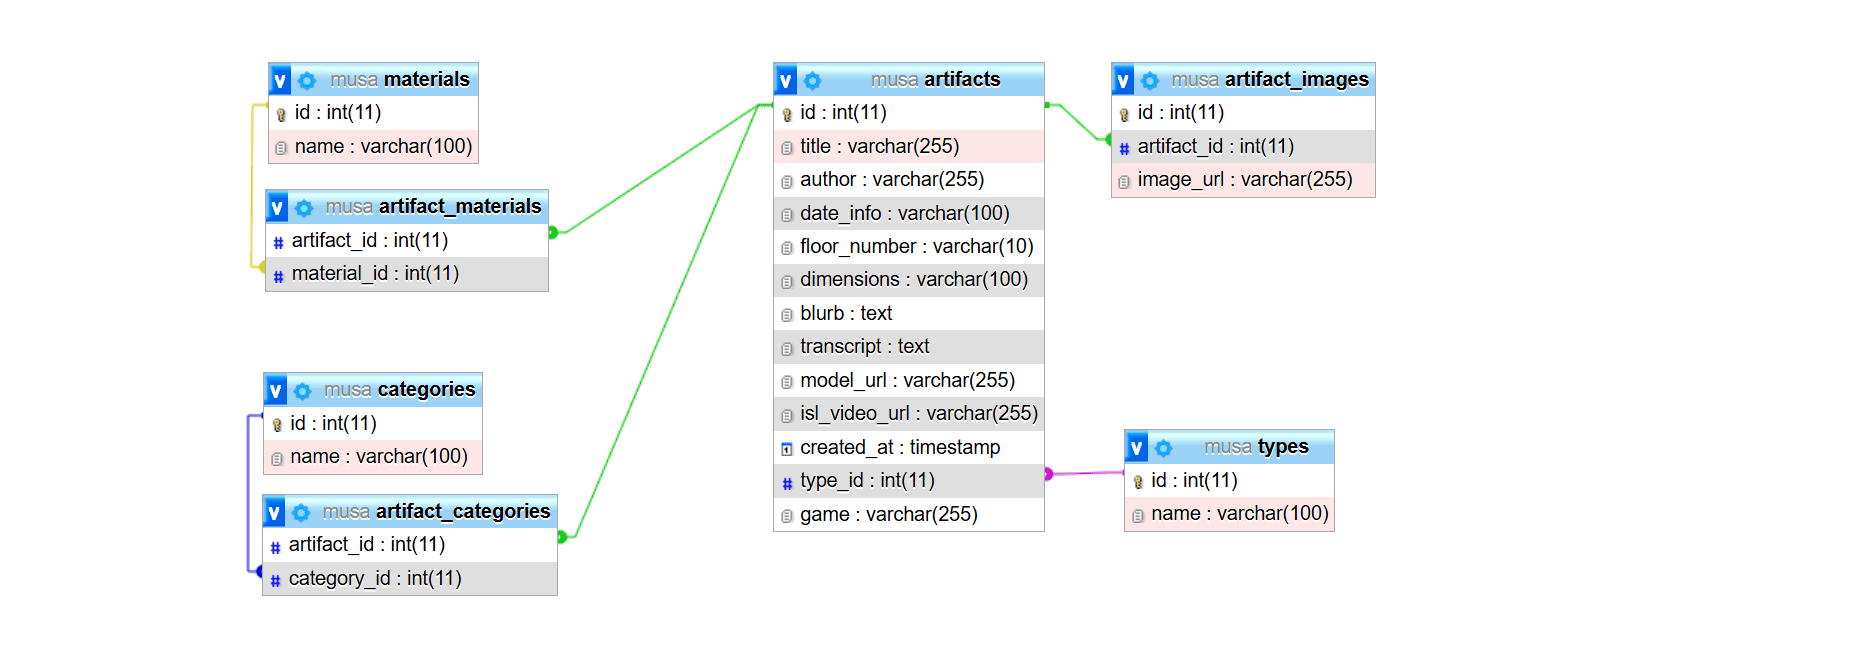 v musa materials
id : int(11)
name : varchar(100)
v musa artifact_materials
# artifact_id : int(11)
# material_id : int(11)
v musa categories
id : int(11)
name : varchar(100)
v musa artifact_categories
# artifact_id : int(11)
# category_id : int(11)
v musa artifacts
id : int(11)
title : varchar(255)
author : varchar(255)
date_info : varchar(100)
floor_number : varchar(10)
dimensions : varchar(100)
blurb : text
transcript : text
model_url : varchar(255)
isl_video_url : varchar(255)
created_at : timestamp
# type_id : int(11)
game : varchar(255)
v musa artifact_images
id : int(11)
# artifact_id : int(11)
image_url : varchar(255)
v musa types
id : int(11)
name : varchar(100)